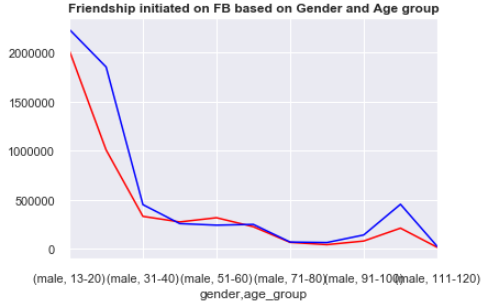 Friendship initiated on FB based on Gender and Age group
2000000
1500000
1000000
500000
0
(male, 13-20)(male, 31-40)(male, 51-60)(male, 71-80)(male, 91-100)(male, 111-120)
gender,age_group